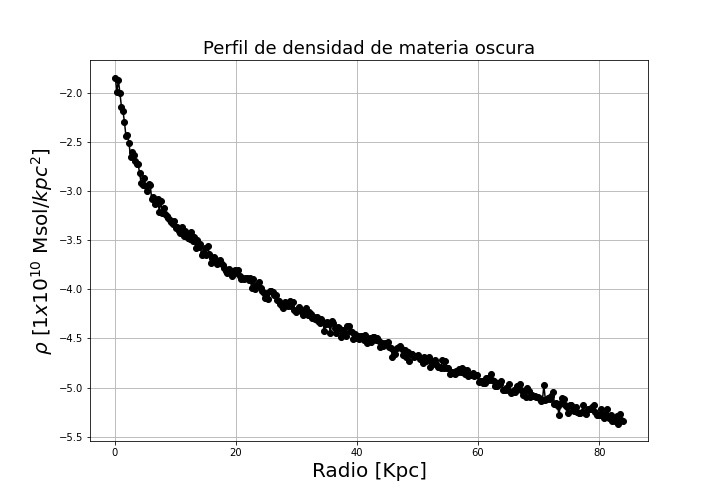 Perfil de densidad de materia oscura
ρ [1x10¹⁰ Msol/kpc²]
−2.0
−2.5
−3.0
−3.5
−4.0
−4.5
−5.0
−5.5
0 20 40 60 80
Radio [Kpc]